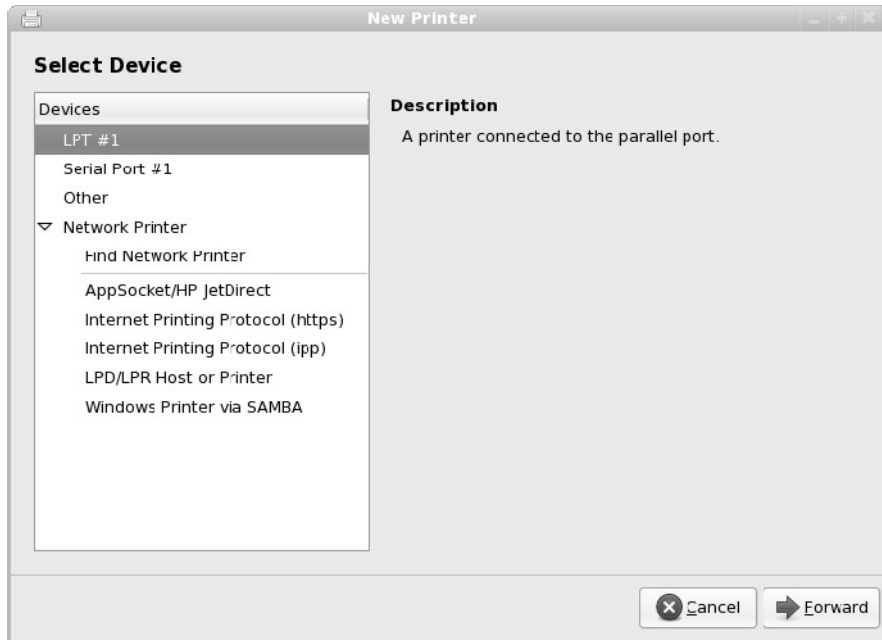 New Printer
Select Device
Devices
LPT #1
Serial Port #1
Other
Network Printer
Find Network Printer
AppSocket/HP JetDirect
Internet Printing Protocol (https)
Internet Printing Protocol (ipp)
LPD/LPR Host or Printer
Windows Printer via SAMBA
Description
A printer connected to the parallel port.
Cancel
Forward